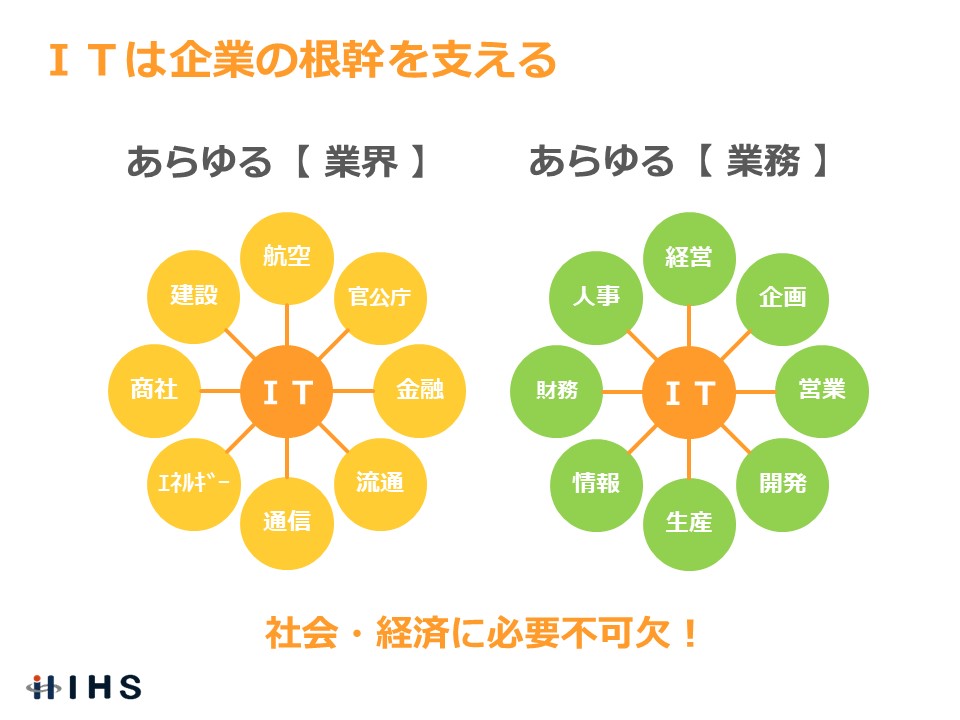 ＩＴは企業の根幹を支える
あらゆる【 業界 】
航空
官公庁
金融
流通
通信
ｴﾈﾙｷﾞｰ
商社
建設
ＩＴ
あらゆる【 業務 】
経営
企画
営業
開発
生産
情報
財務
人事
ＩＴ
社会・経済に必要不可欠！
IHS